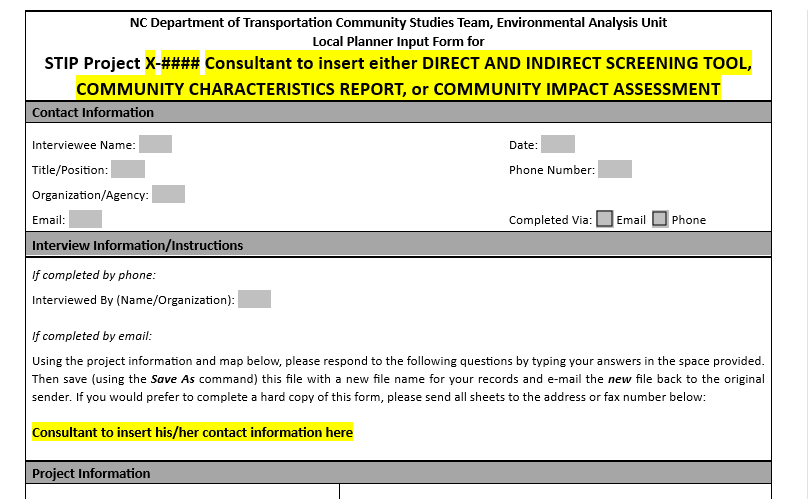 NC Department of Transportation Community Studies Team, Environmental Analysis Unit
Local Planner Input Form for
STIP Project X-#### Consultant to insert either DIRECT AND INDIRECT SCREENING TOOL,
COMMUNITY CHARACTERISTICS REPORT, or COMMUNITY IMPACT ASSESSMENT
Contact Information
Interviewee Name:
Date:
Title/Position:
Phone Number:
Organization/Agency:
Email:
Completed Via: Email Phone
Interview Information/Instructions
If completed by phone:
Interviewed By (Name/Organization):
If completed by email:
Using the project information and map below, please respond to the following questions by typing your answers in the space provided.
Then save (using the Save As command) this file with a new file name for your records and e-mail the new file back to the original
sender. If you would prefer to complete a hard copy of this form, please send all sheets to the address or fax number below:
Consultant to insert his/her contact information here
Project Information